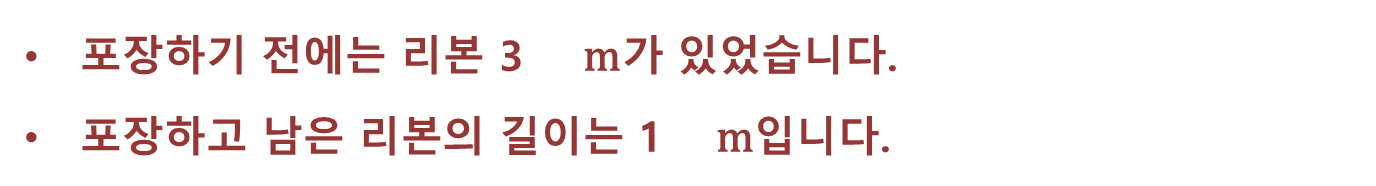 • 포장하기 전에는 리본 3 m가 있었습니다.
• 포장하고 남은 리본의 길이는 1 m입니다.